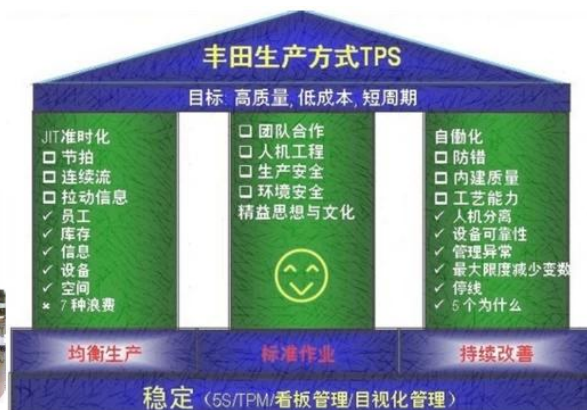 丰田生产方式TPS
目标: 高质量, 低成本, 短周期
JIT准时化
□ 节拍
□ 连续流
□ 拉动信息
✓ 员工
✓ 库存
✓ 信息
✓ 设备
✓ 空间
× 7 种浪费
□ 团队合作
□ 人机工程
□ 生产安全
□ 环境安全
精益思想与文化
自働化
□ 防错
□ 内建质量
□ 工艺能力
✓ 人机分离
✓ 设备可靠性
✓ 管理异常
✓ 最大限度减少变数
✓ 停线
✓ 5 个为什么
均衡生产
标准作业
持续改善
稳定（5S/TPM/看板管理/目视化管理）